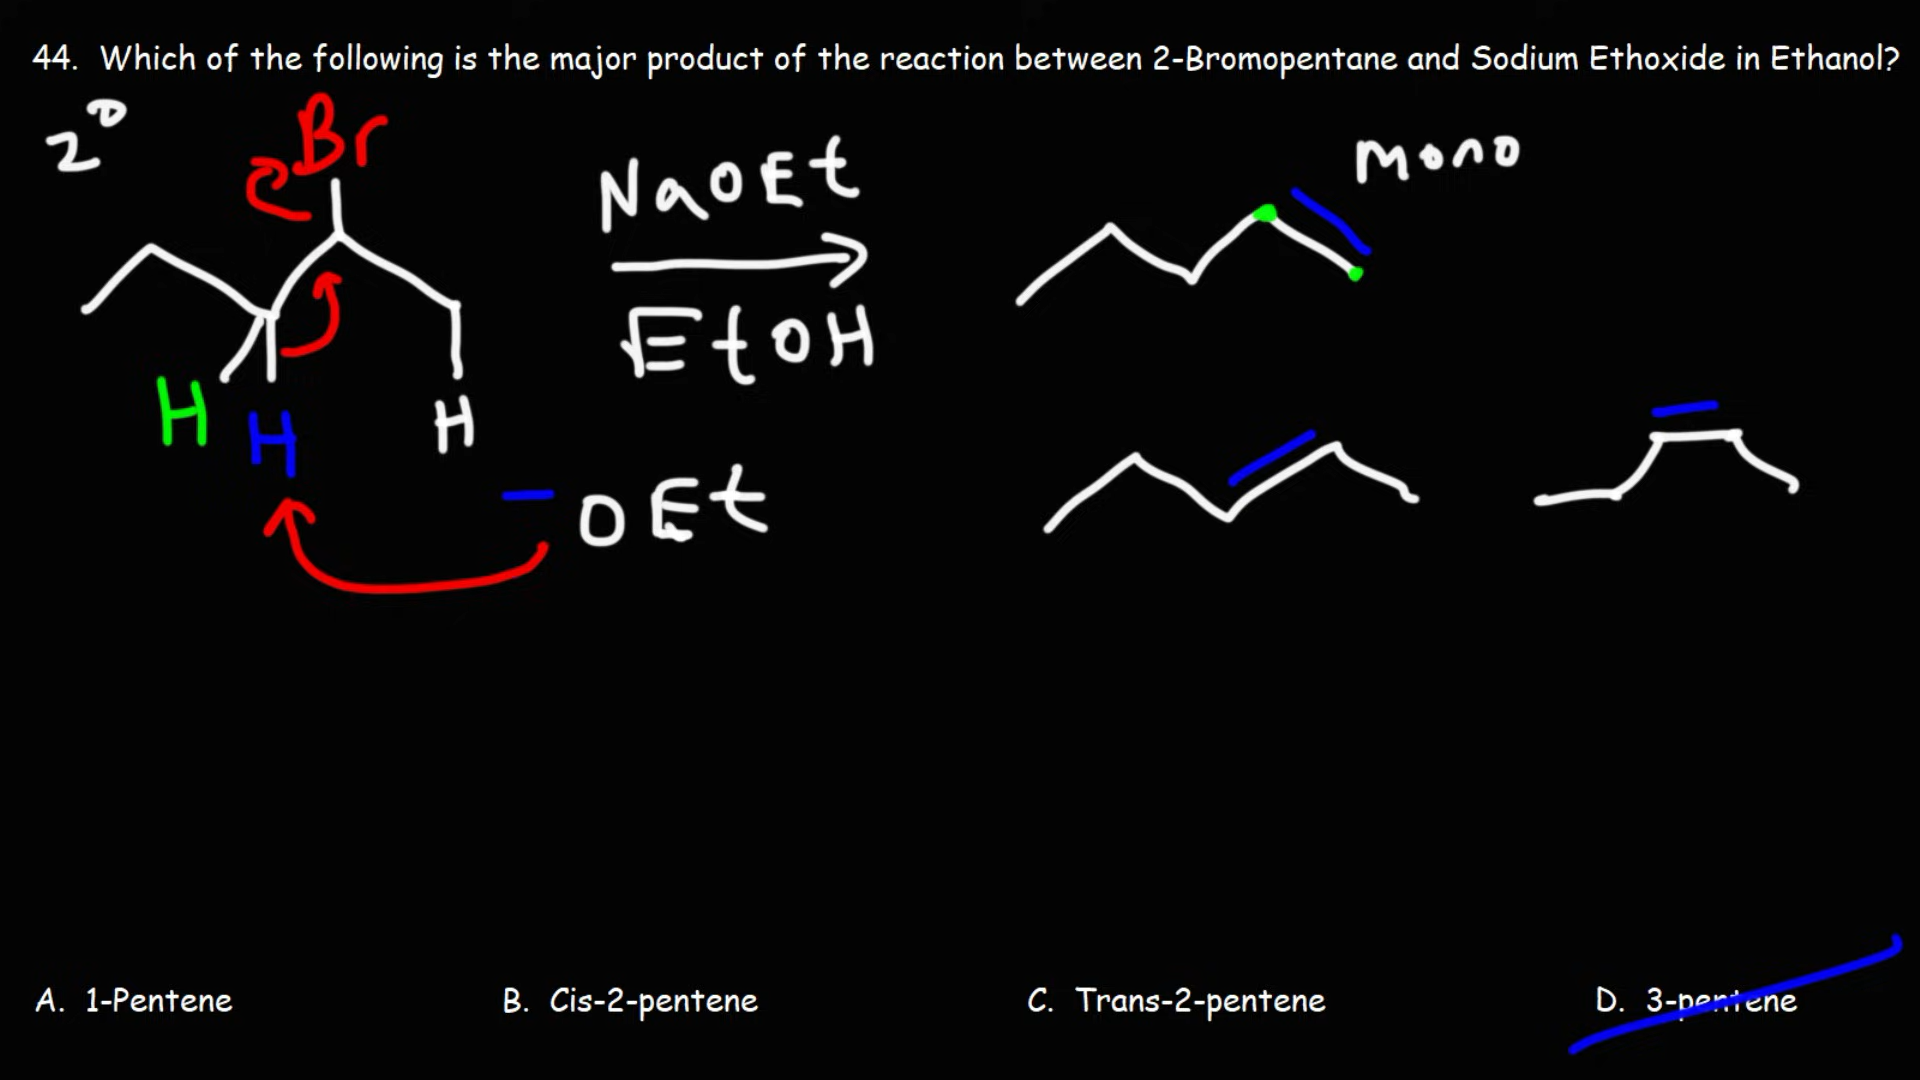 44. Which of the following is the major product of the reaction between 2-Bromopentane and Sodium Ethoxide in Ethanol?
2°
Br
NaOEt
EtOH
mono
H H H
- OEt
A. 1-Pentene
B. Cis-2-pentene
C. Trans-2-pentene
D. 3-pentene